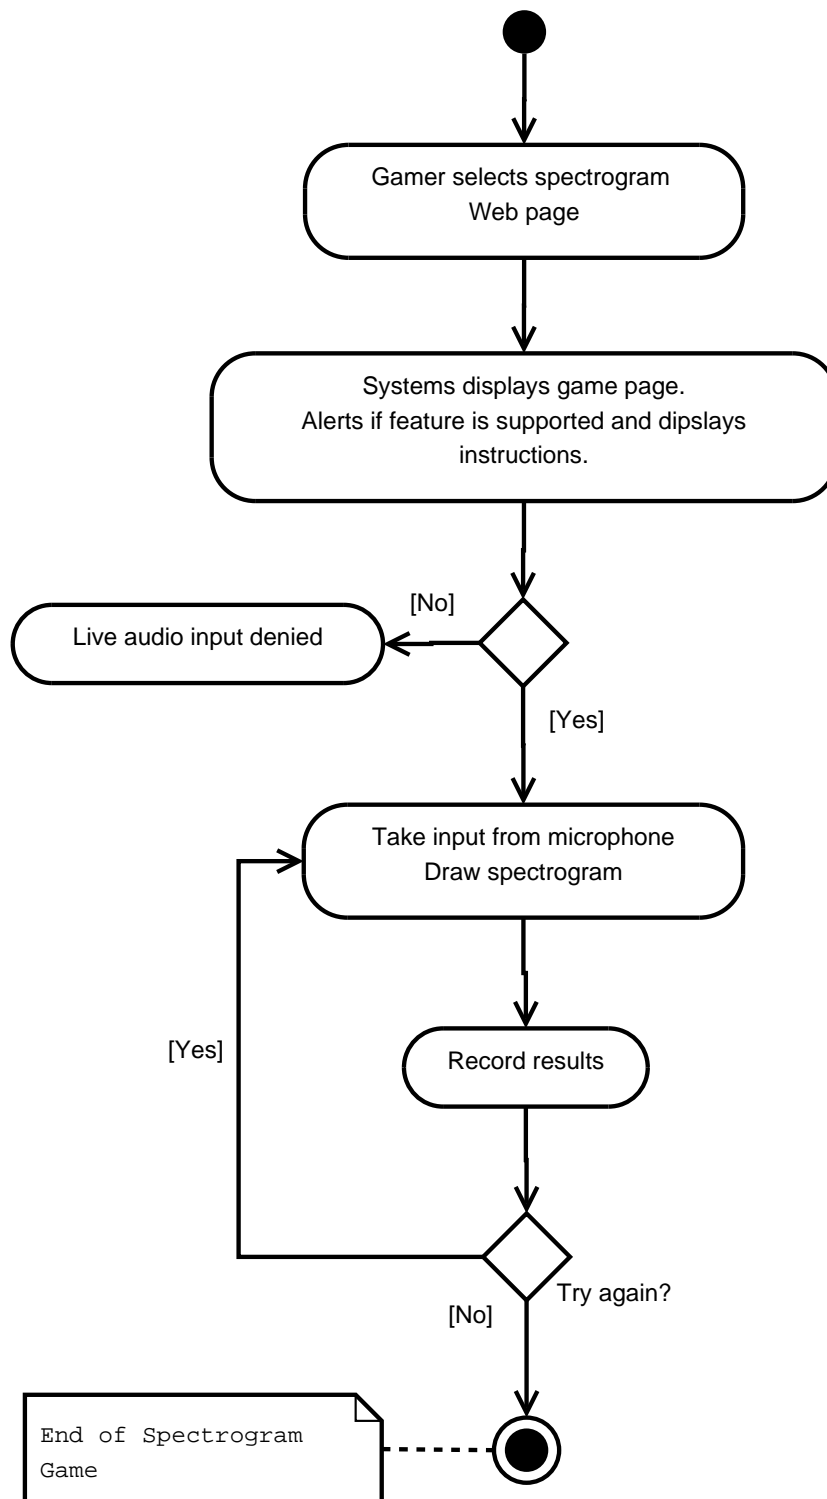 Gamer selects spectrogram
Web page
Systems displays game page.
Alerts if feature is supported and dipslays
instructions.
[No]
Live audio input denied
[Yes]
Take input from microphone
Draw spectrogram
[Yes]
Record results
Try again?
[No]
End of Spectrogram
Game